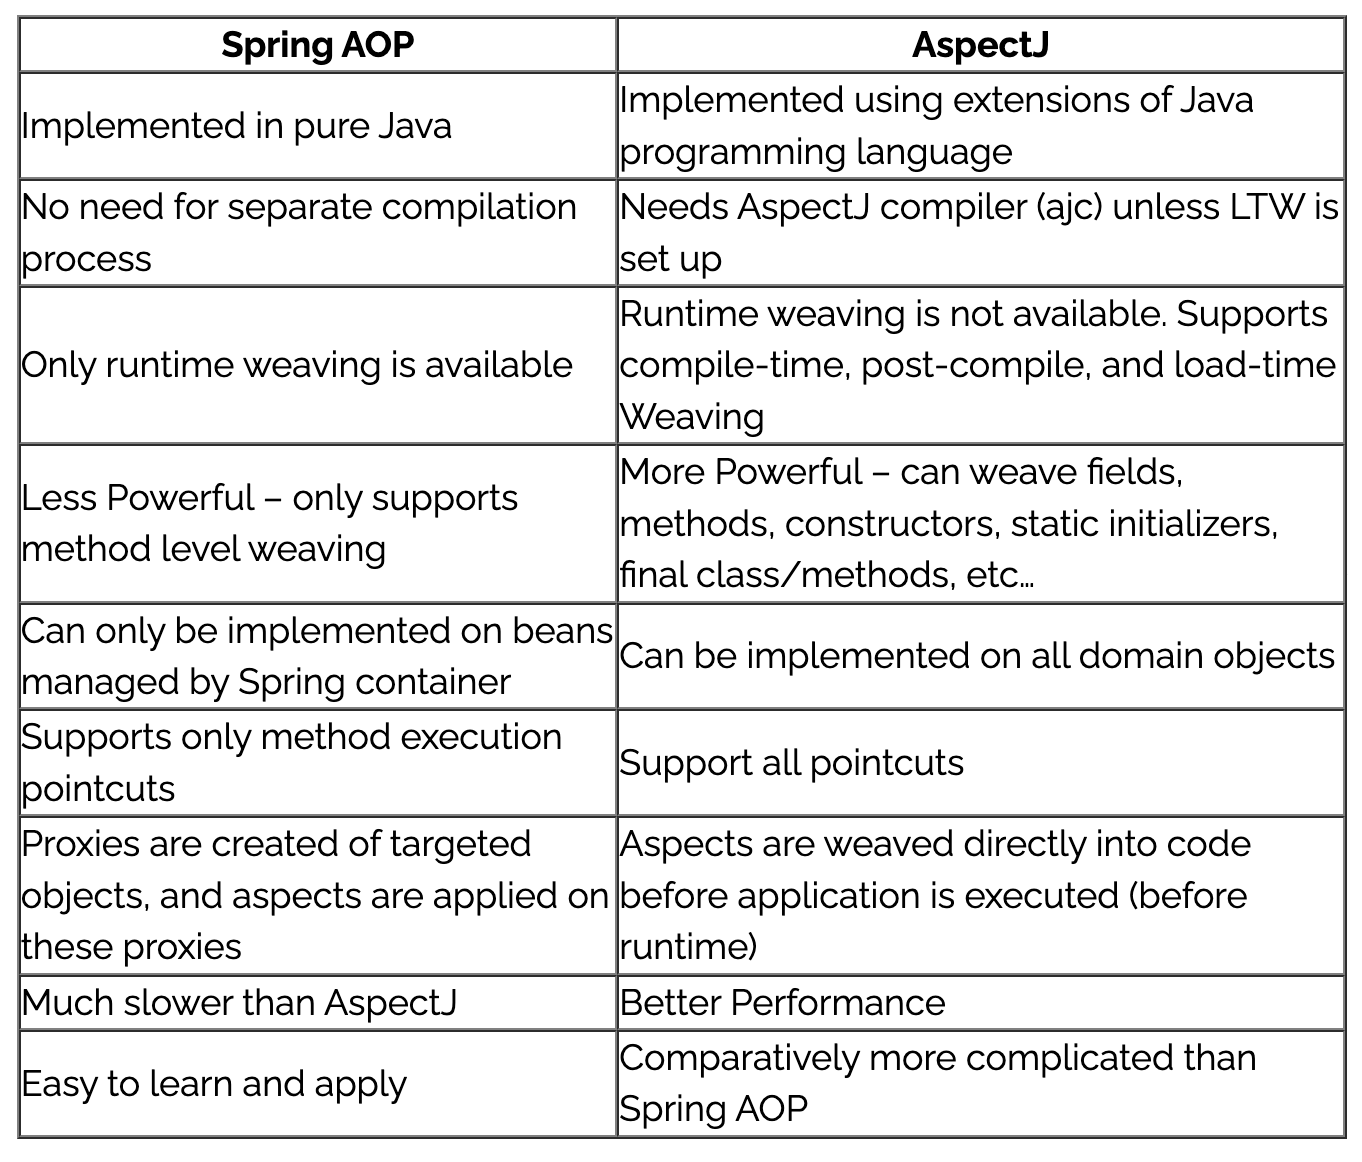 Spring AOP
AspectJ
Implemented in pure Java
Implemented using extensions of Java
programming language
No need for separate compilation
process
Needs AspectJ compiler (ajc) unless LTW is
set up
Only runtime weaving is available
Runtime weaving is not available. Supports
compile-time, post-compile, and load-time
Weaving
Less Powerful – only supports
method level weaving
More Powerful – can weave fields,
methods, constructors, static initializers,
final class/methods, etc…
Can only be implemented on beans
managed by Spring container
Can be implemented on all domain objects
Supports only method execution
pointcuts
Support all pointcuts
Proxies are created of targeted
objects, and aspects are applied on
these proxies
Aspects are weaved directly into code
before application is executed (before
runtime)
Much slower than AspectJ
Better Performance
Easy to learn and apply
Comparatively more complicated than
Spring AOP